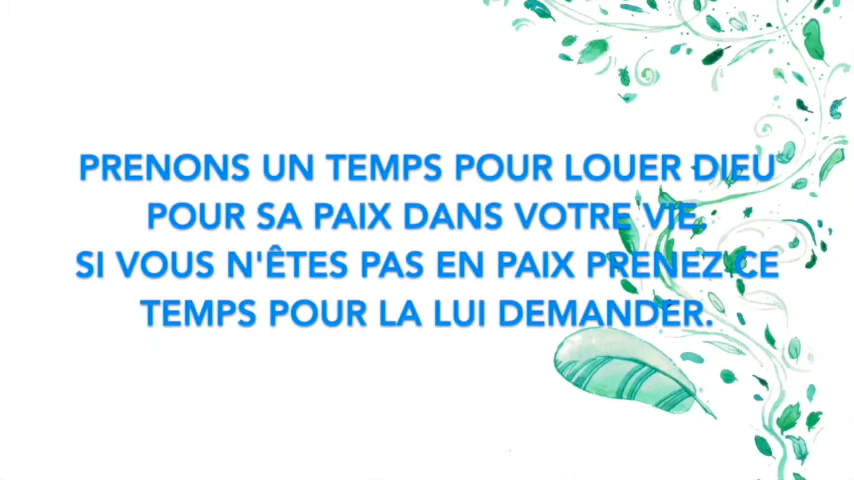 PRENONS UN TEMPS POUR LOUER DIEU
POUR SA PAIX DANS VOTRE VIE.
SI VOUS N'ÊTES PAS EN PAIX PRENEZ CE
TEMPS POUR LA LUI DEMANDER.